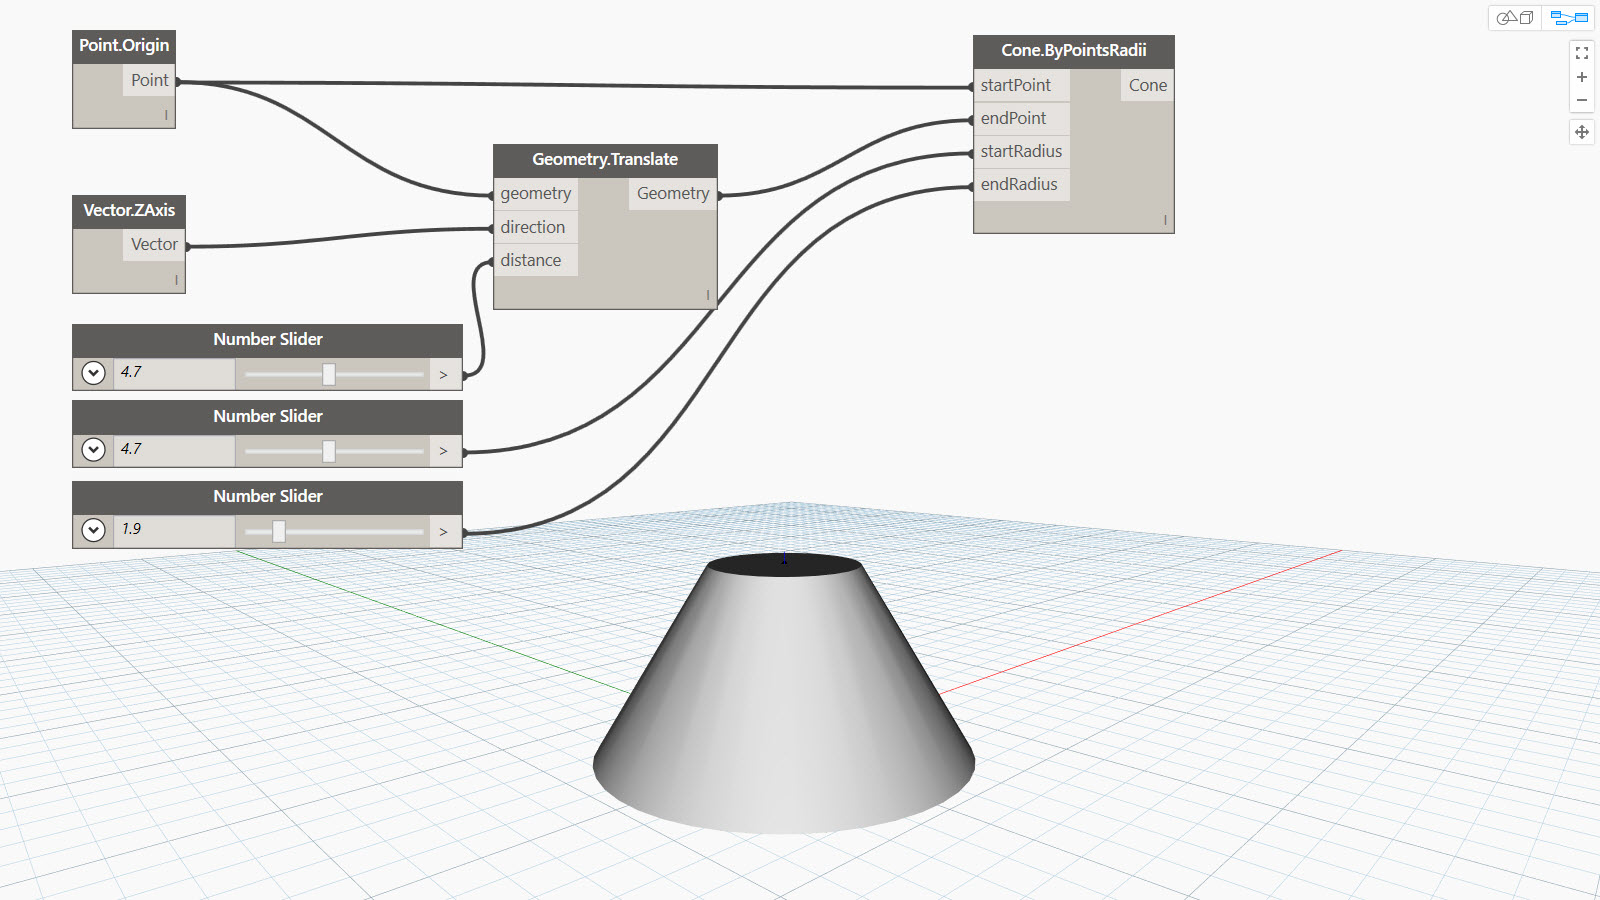 Point.Origin
Point
l
Vector.ZAxis
Vector
l
Number Slider
4.7
>
Number Slider
4.7
>
Number Slider
1.9
>
Geometry.Translate
geometry
Geometry
direction
distance
l
Cone.ByPointsRadii
startPoint
Cone
endPoint
startRadius
endRadius
l